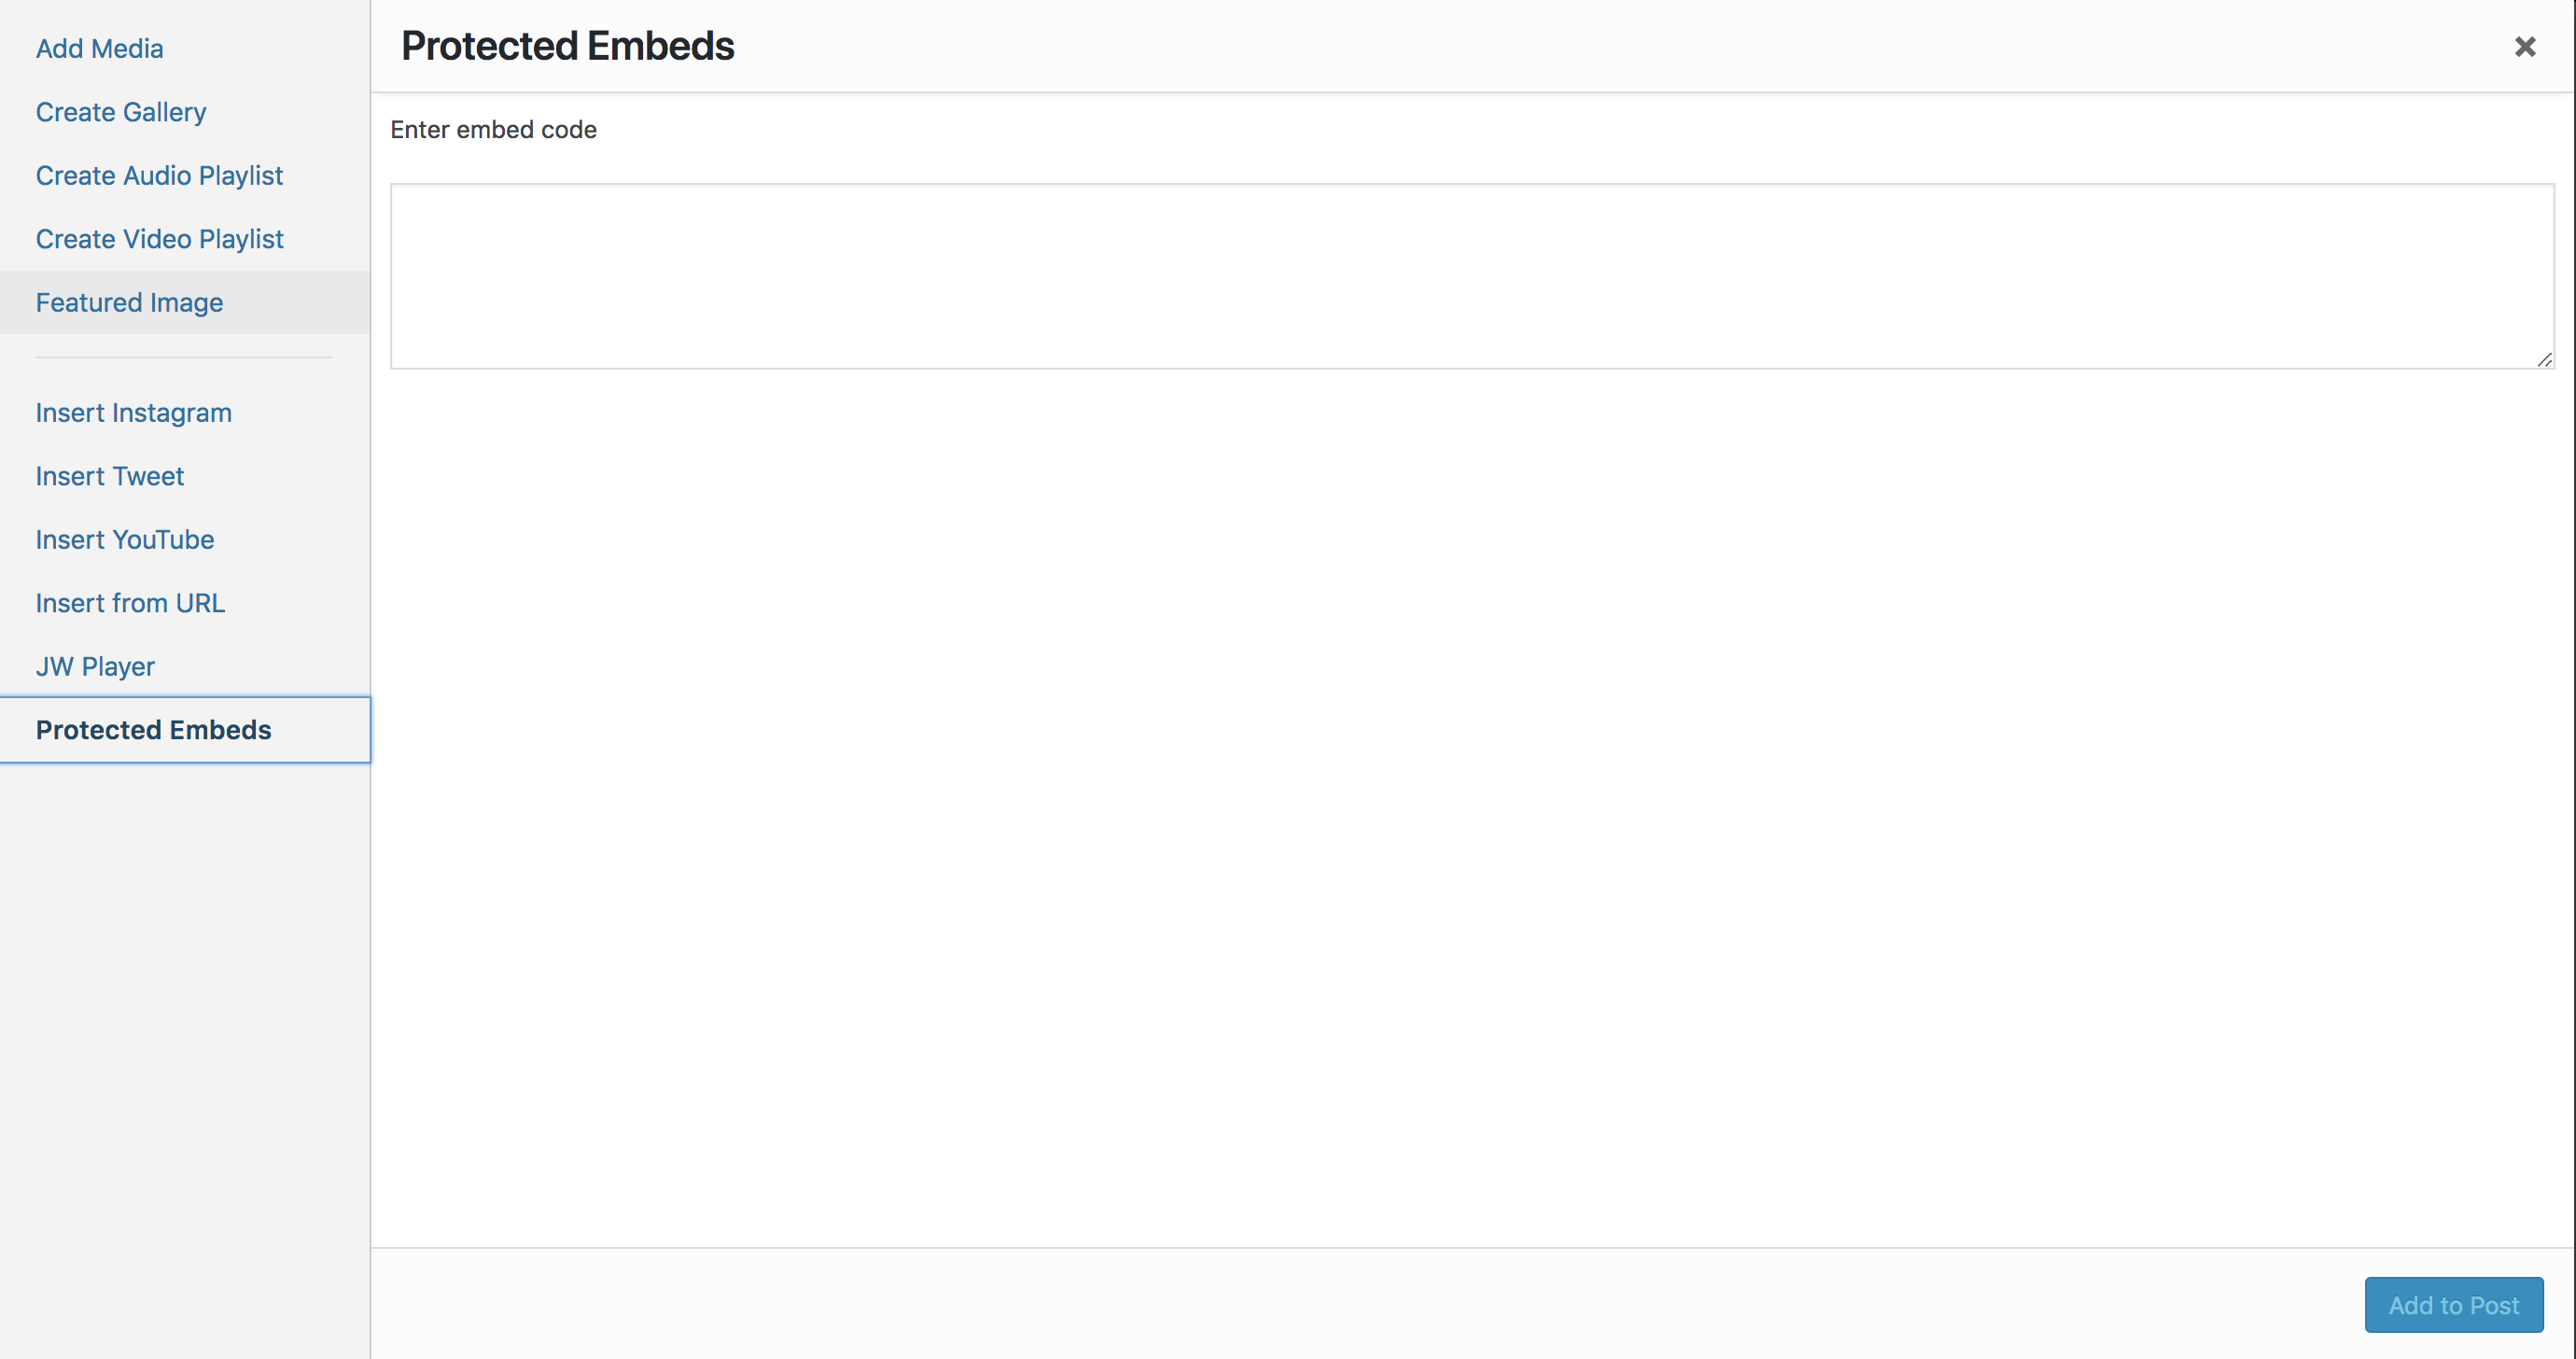 Add Media
Create Gallery
Create Audio Playlist
Create Video Playlist
Featured Image
Insert Instagram
Insert Tweet
Insert YouTube
Insert from URL
JW Player
Protected Embeds
Protected Embeds
Enter embed code
Add to Post